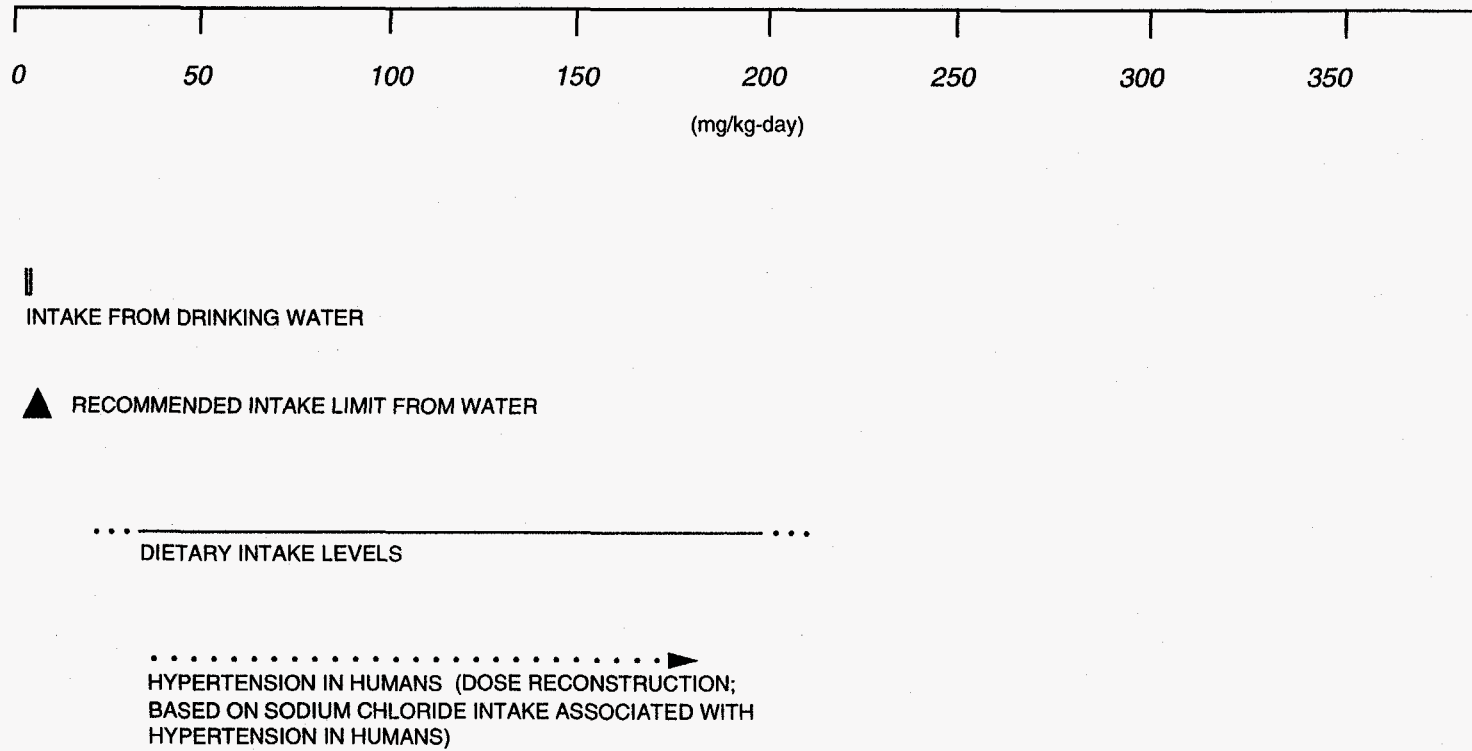 0 50 100 150 200 250 300 350
(mg/kg-day)
INTAKE FROM DRINKING WATER
RECOMMENDED INTAKE LIMIT FROM WATER
DIETARY INTAKE LEVELS
HYPERTENSION IN HUMANS (DOSE RECONSTRUCTION;
BASED ON SODIUM CHLORIDE INTAKE ASSOCIATED WITH
HYPERTENSION IN HUMANS)